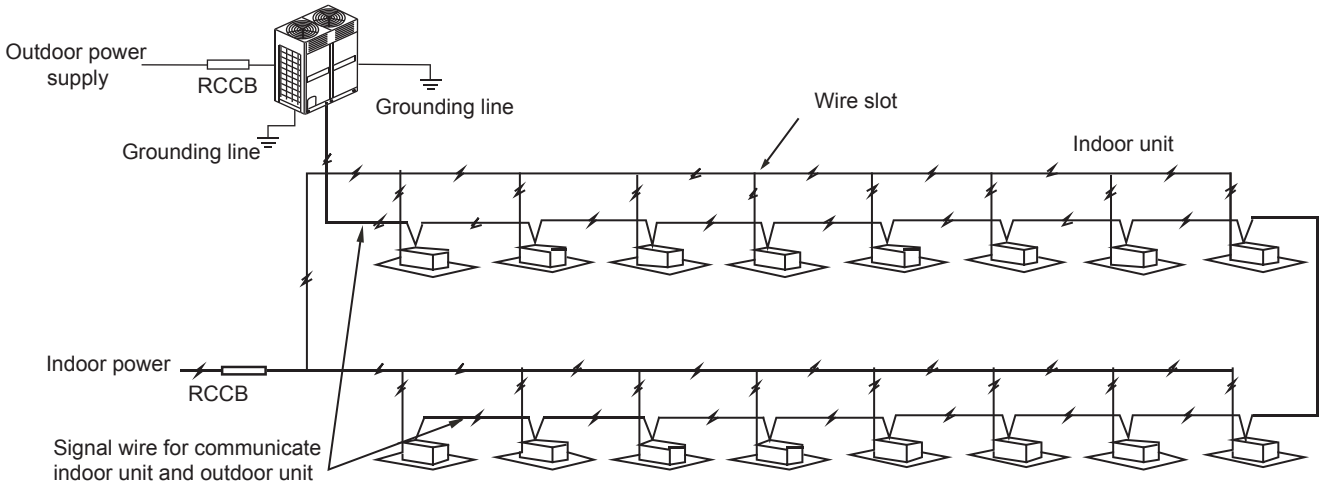 Outdoor power
supply
RCCB
Grounding line
Grounding line
Wire slot
Indoor unit
Indoor power
RCCB
Signal wire for communicate
indoor unit and outdoor unit